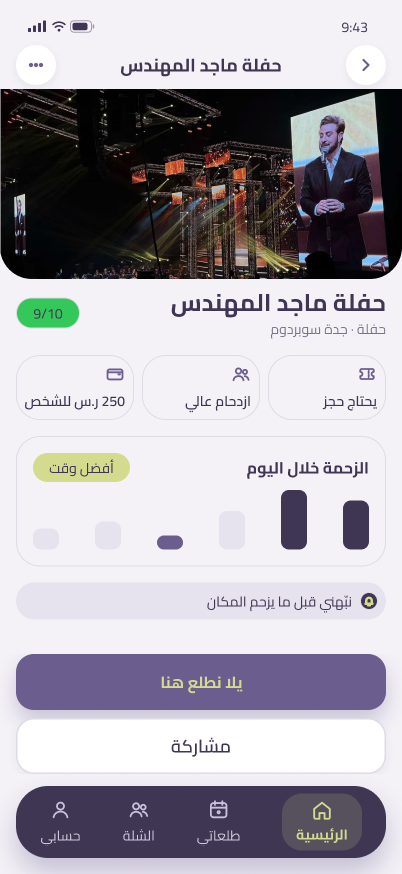 9:43
حفلة ماجد المهندس
حفلة ماجد المهندس
9/10
حفلة · جدة سوبردوم
يحتاج حجز
ازدحام عالي
250 ر.س للشخص
الزحمة خلال اليوم
أفضل وقت
نبّهني قبل ما يزحم المكان
يلا نطلع هنا
مشاركة
الرئيسية
طلعاتي
الشلة
حسابي